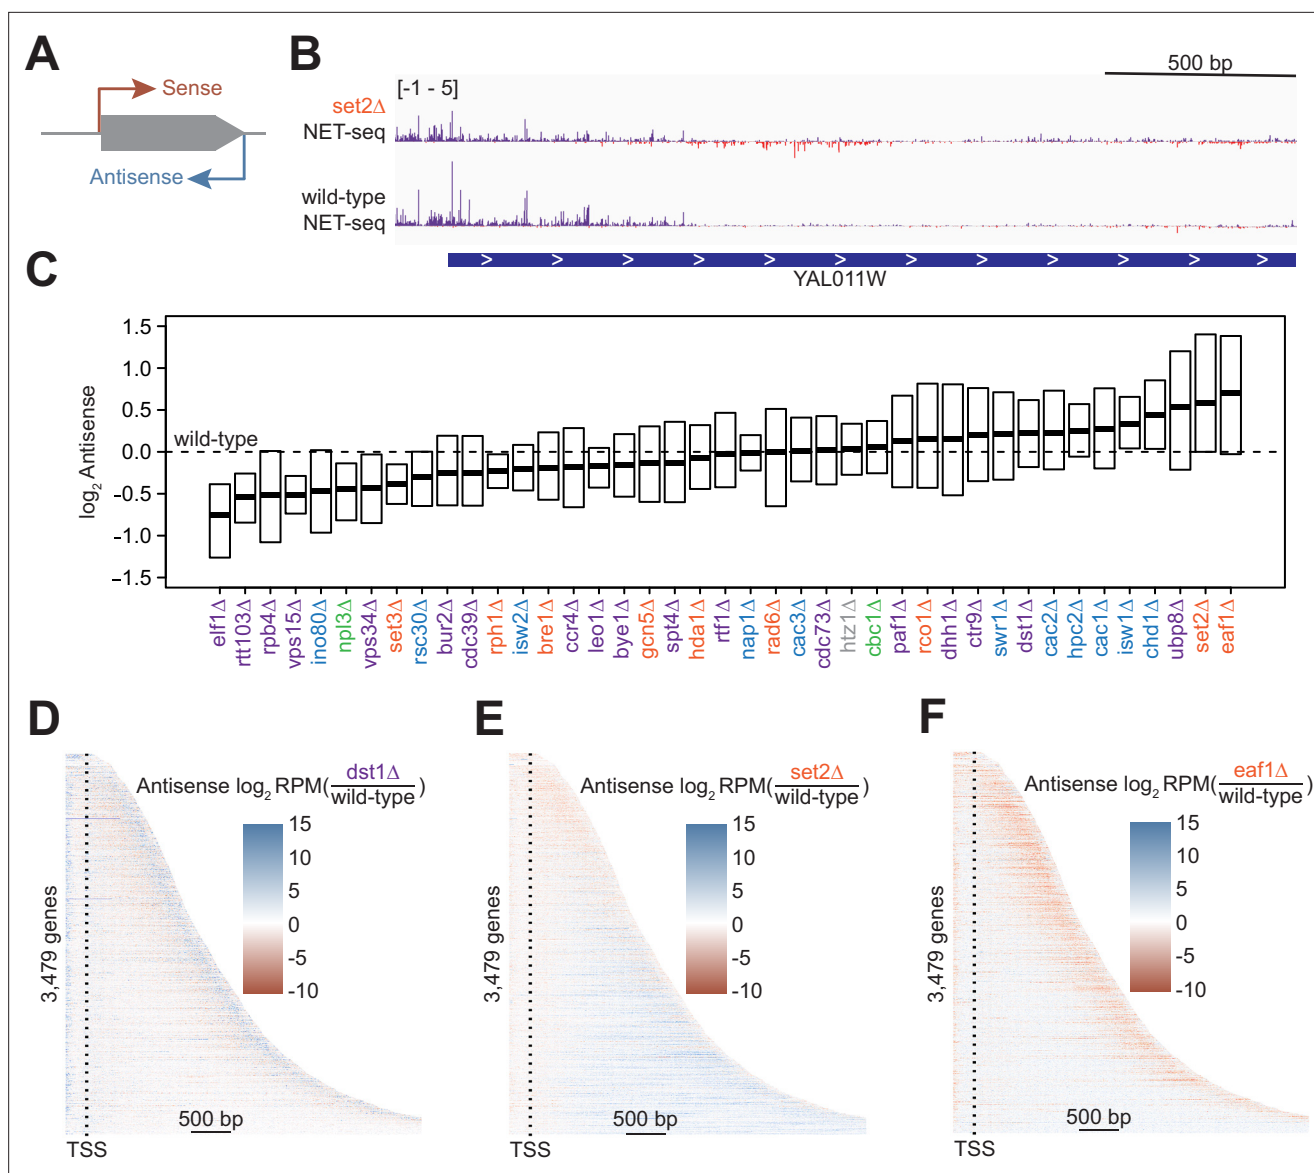 A
Sense
Antisense
B
500 bp
[-1 - 5]
set2Δ
NET-seq
wild-type
NET-seq
> > > > > > > > > > > >
YAL011W
C
log2 Antisense
1.5
1.0
0.5
0.0
−0.5
−1.0
−1.5
wild-type
elf1Δ
rtt103Δ
rpb4Δ
vps15Δ
ino80Δ
npl3Δ
vps34Δ
set3Δ
rsc30Δ
bur2Δ
cdc39Δ
rph1Δ
isw2Δ
bre1Δ
ccr4Δ
leo1Δ
bye1Δ
gcn5Δ
spt4Δ
hda1Δ
rtf1Δ
nap1Δ
rad6Δ
cac3Δ
cdc73Δ
htz1Δ
cbc1Δ
paf1Δ
rco1Δ
dhh1Δ
ctr9Δ
swr1Δ
dst1Δ
cac2Δ
hpc2Δ
cac1Δ
isw1Δ
chd1Δ
ubp8Δ
set2Δ
eaf1Δ
D
Antisense log2 RPM(dst1Δ
wild-type)
15
10
5
0
-5
-10
3,479 genes
500 bp
TSS
E
Antisense log2 RPM(set2Δ
wild-type)
15
10
5
0
-5
-10
3,479 genes
500 bp
TSS
F
Antisense log2 RPM(eaf1Δ
wild-type)
15
10
5
0
-5
-10
3,479 genes
500 bp
TSS